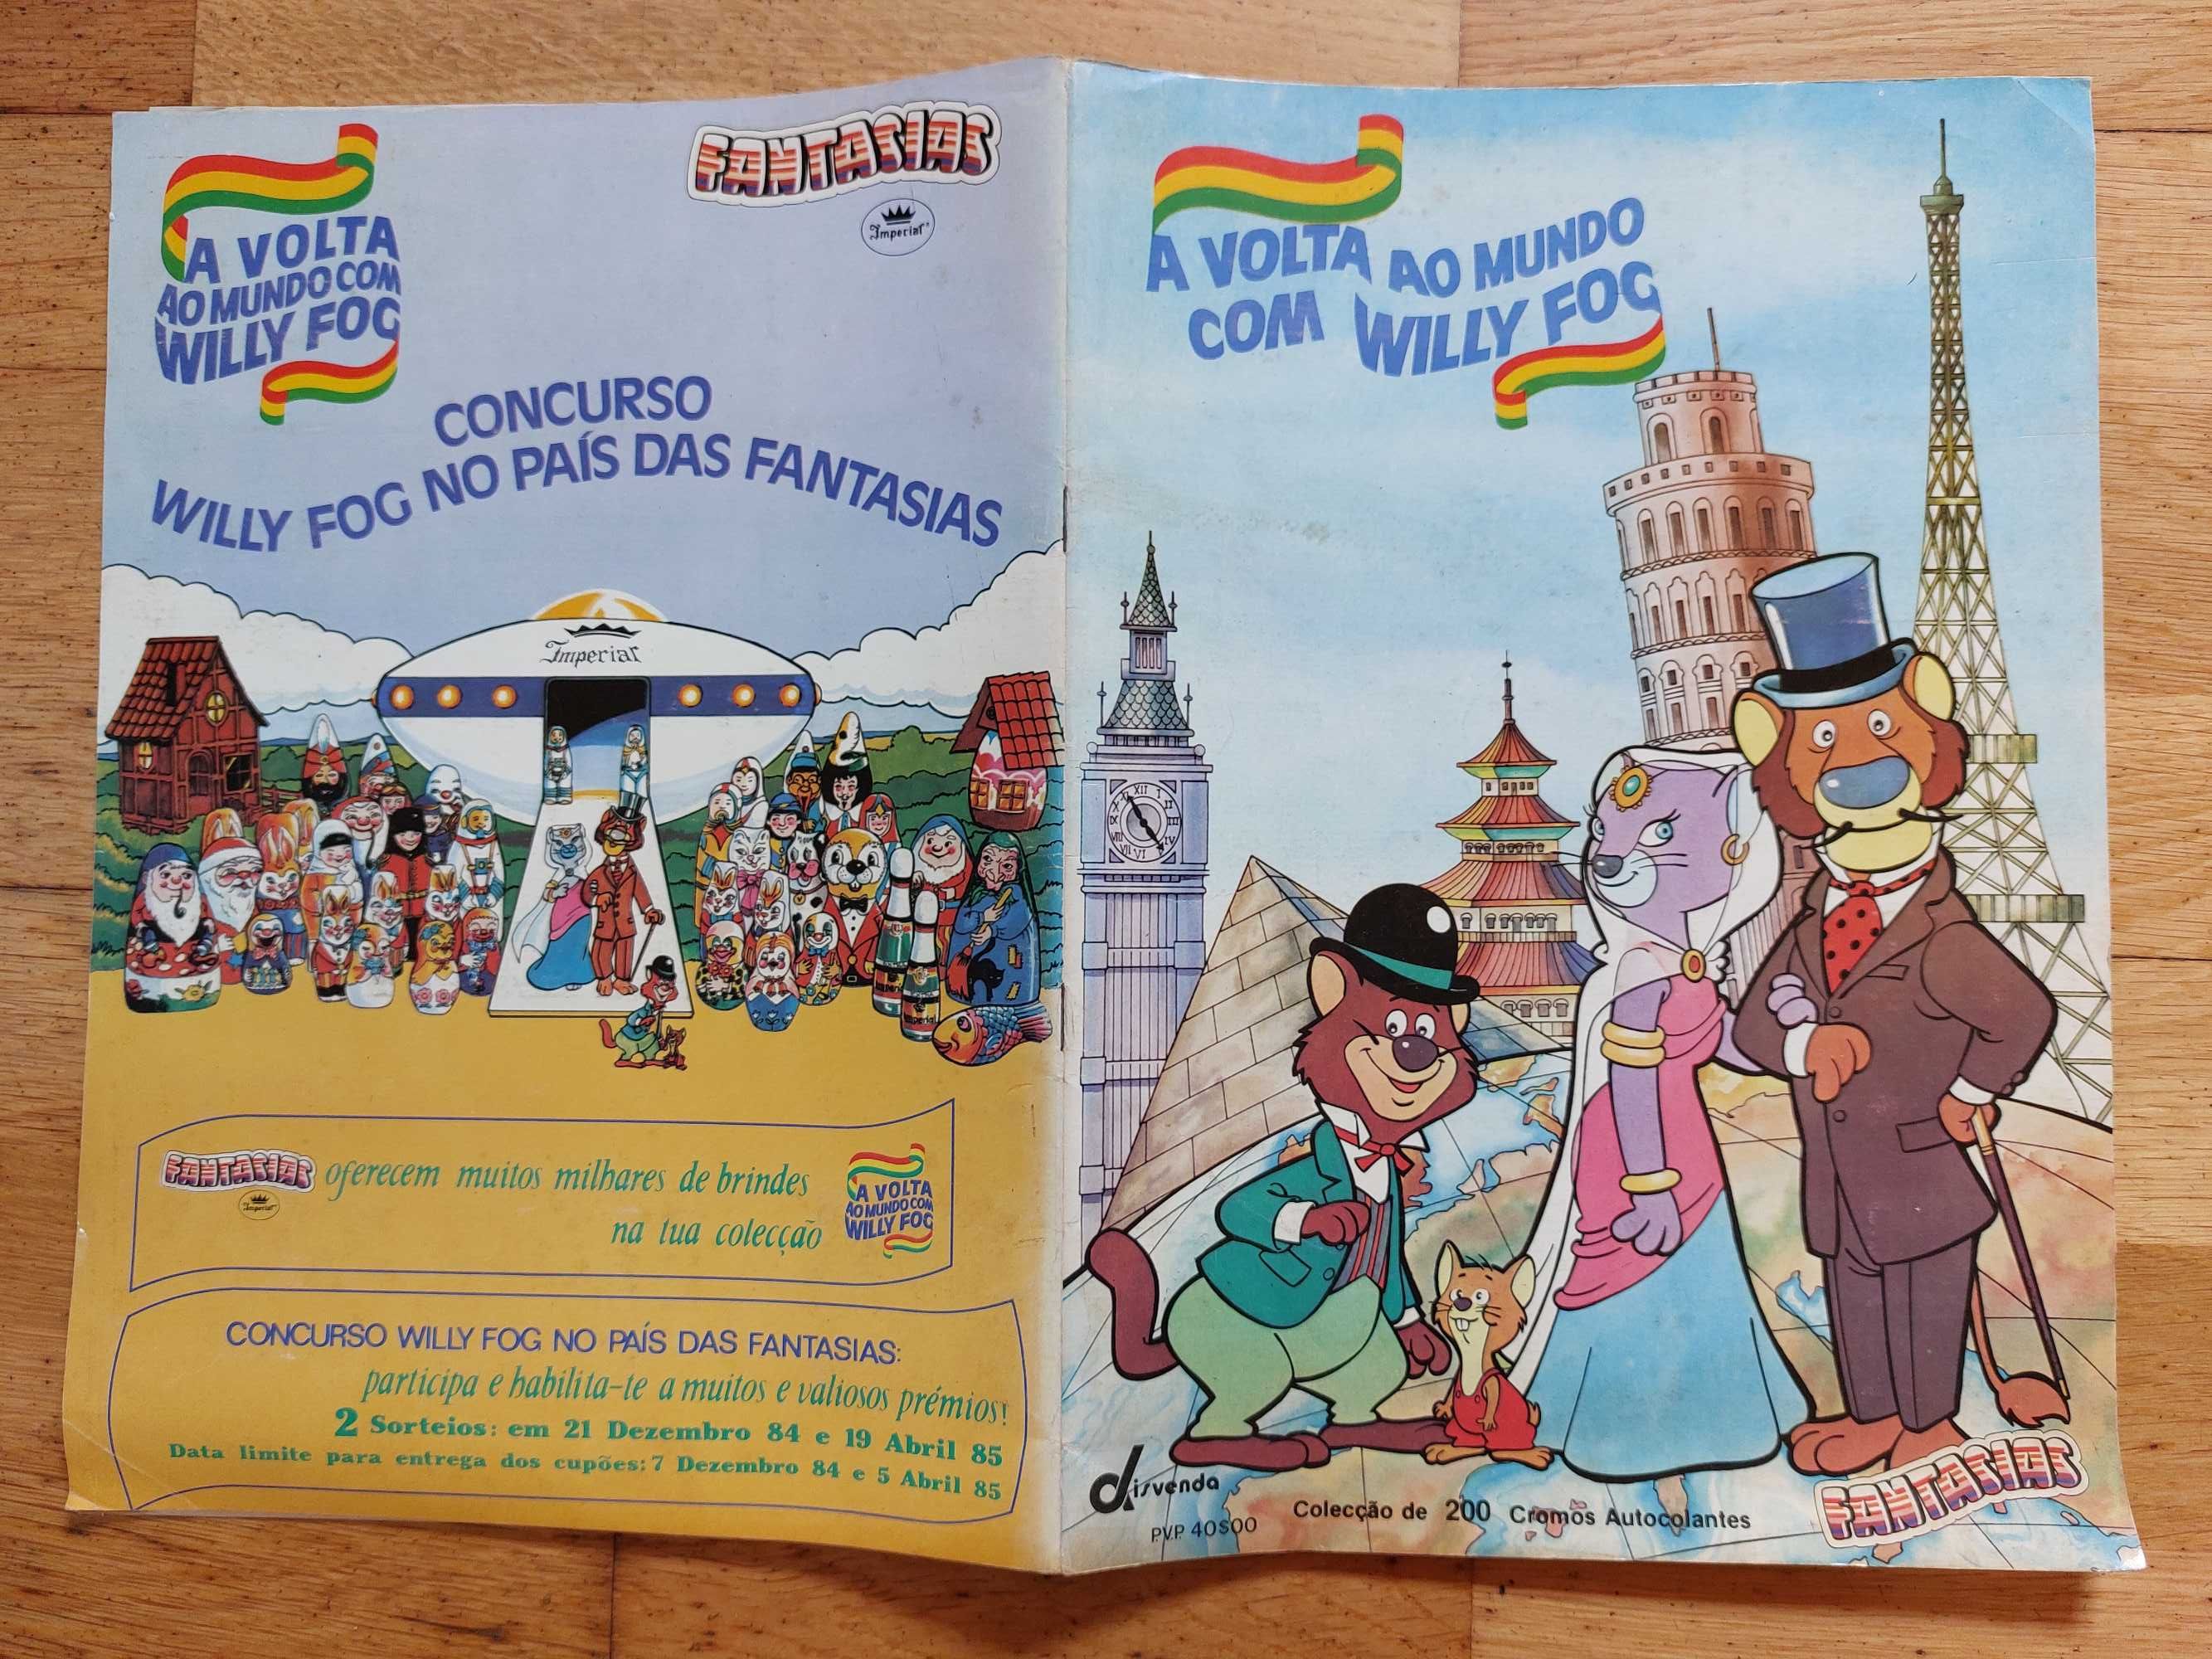 A VOLTA
AO MUNDO COM
WILLY FOG
FANTASIAS
Imperial
CONCURSO
WILLY FOG NO PAÍS DAS FANTASIAS
Imperial
FANTASIAS oferecem muitos milhares de brindes
Imperial
na tua colecção
A VOLTA
AO MUNDO COM
WILLY FOG
CONCURSO WILLY FOG NO PAÍS DAS FANTASIAS:
participa e habilita-te a muitos e valiosos prémios!
2 Sorteios: em 21 Dezembro 84 e 19 Abril 85
Data limite para entrega dos cupões: 7 Dezembro 84 e 5 Abril 85
A VOLTA AO MUNDO
COM WILLY FOG
disvenda
P.V.P. 40$00
Colecção de 200 Cromos Autocolantes
FANTASIAS